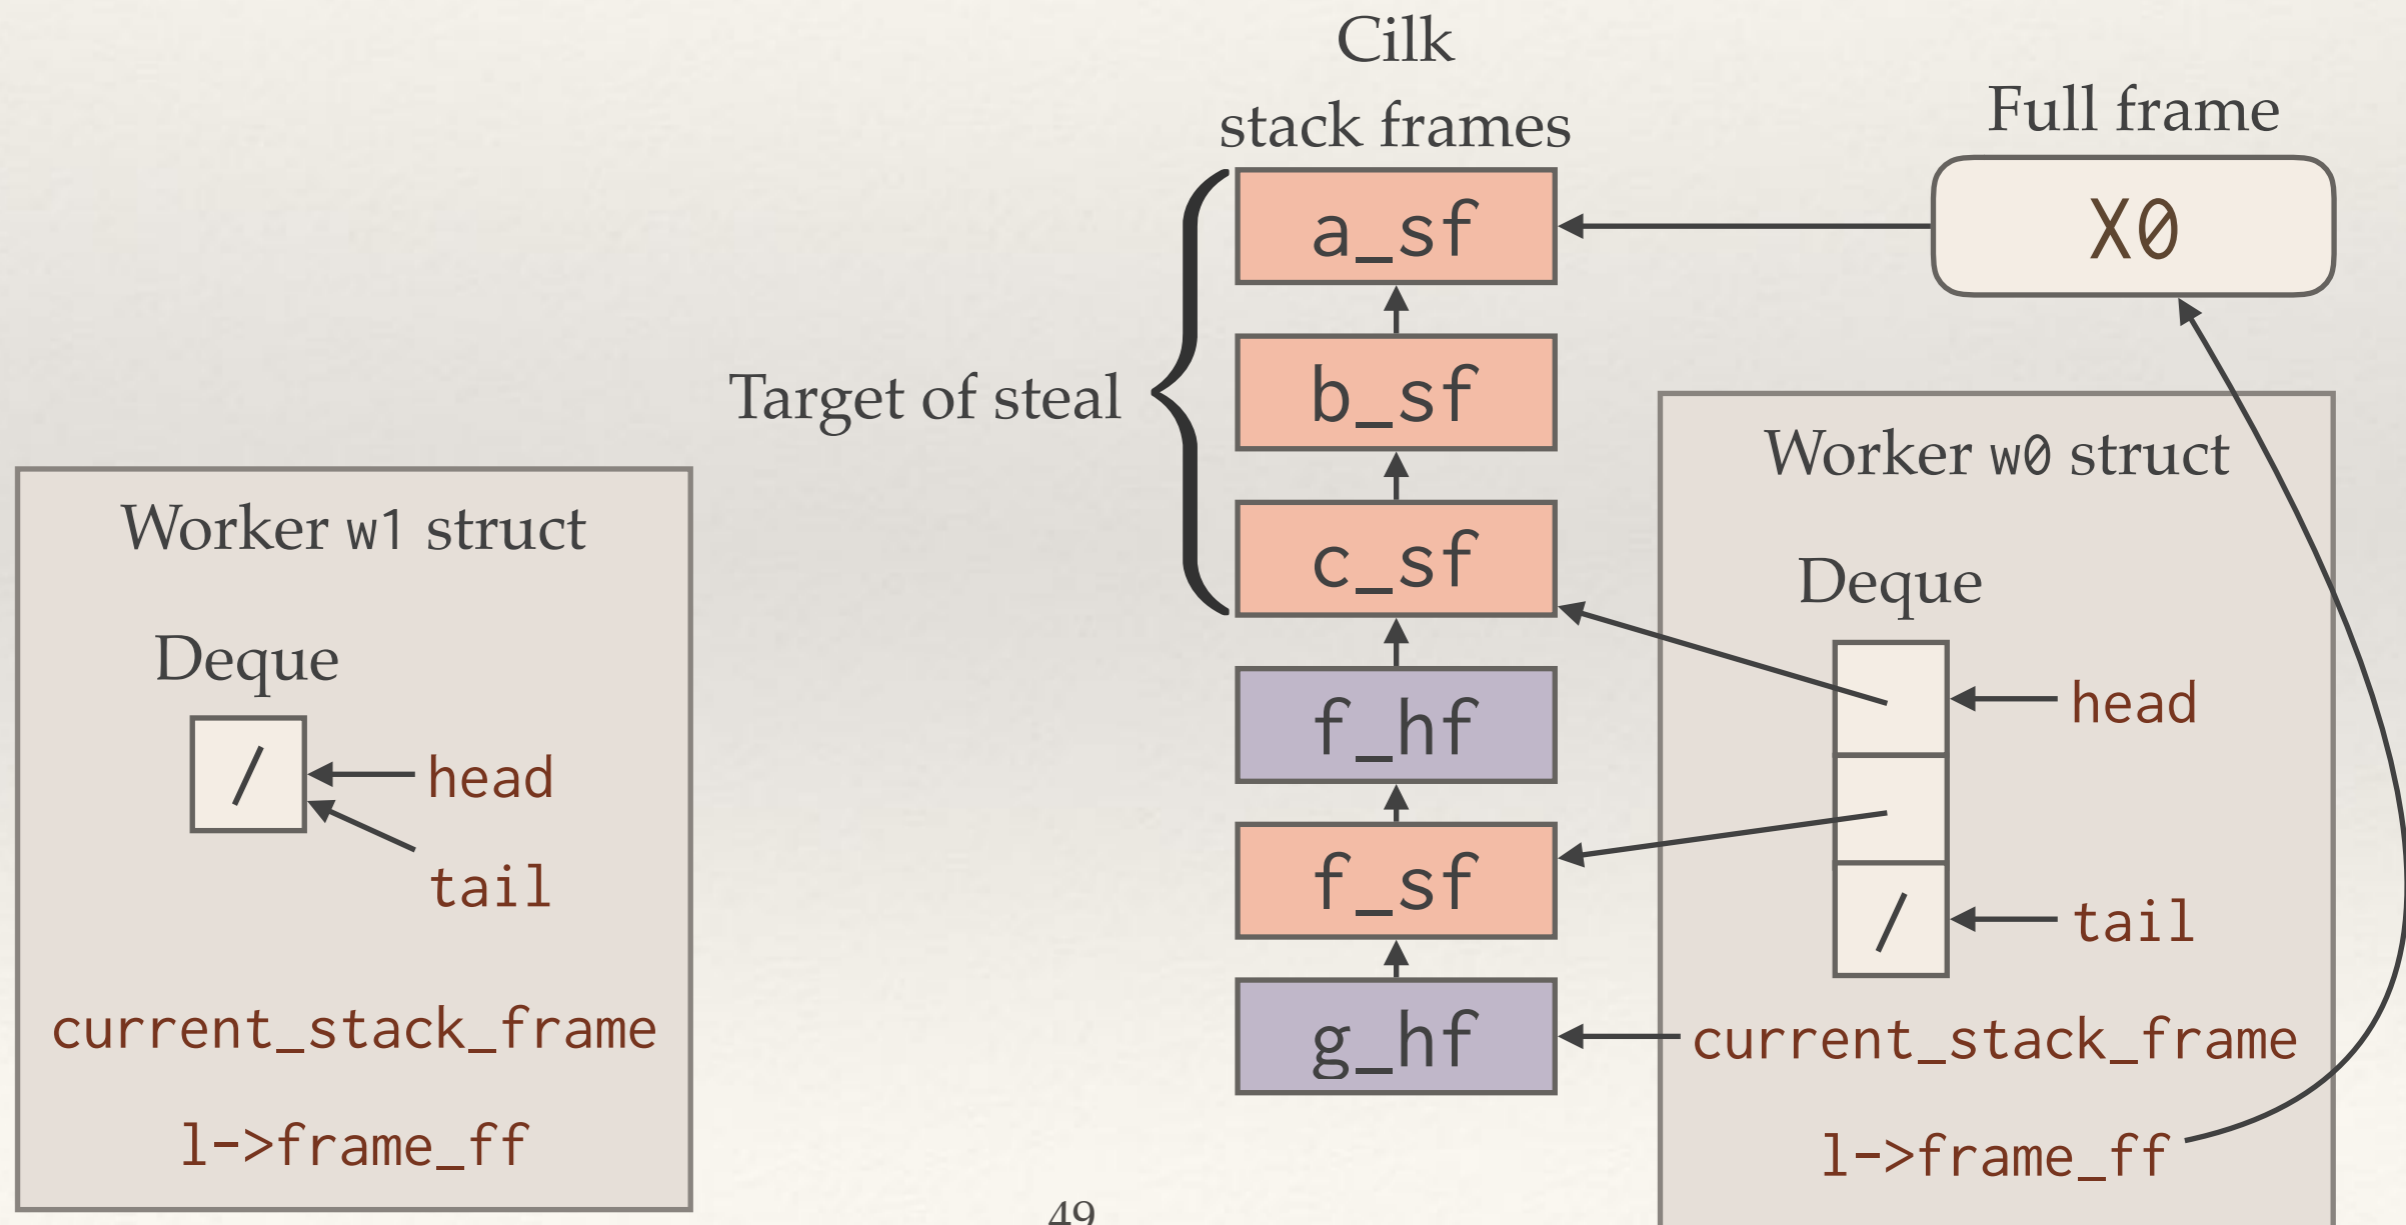 Cilk
stack frames
Full frame
a_sf
X0
b_sf
Target of steal
Worker w0 struct
Worker w1 struct
c_sf
Deque
Deque
f_hf
head
head
tail
f_sf
tail
current_stack_frame
g_hf
current_stack_frame
l->frame_ff
l->frame_ff
49